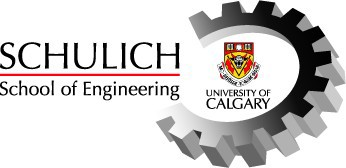 SCHULICH
School of Engineering
UNIVERSITY OF
CALGARY